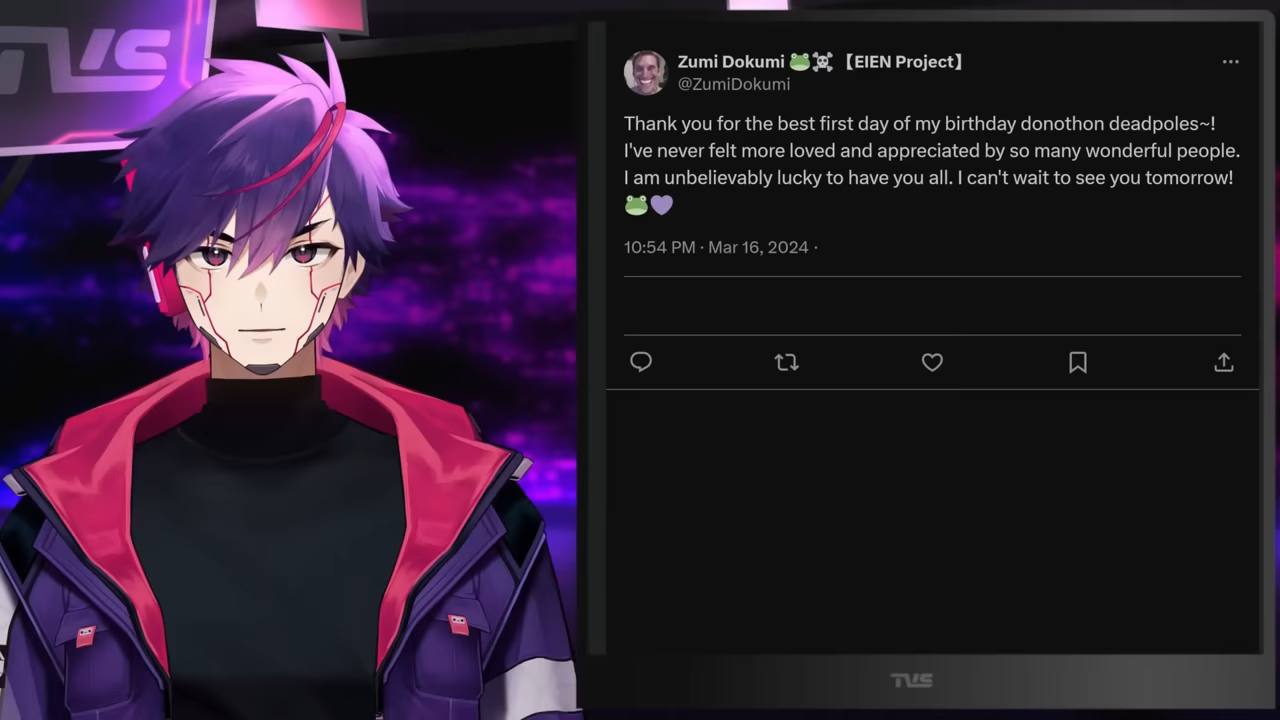 TVS
Zumi Dokumi 🐸☠️【EIEN Project】
@ZumiDokumi
Thank you for the best first day of my birthday donothon deadpoles~!
I've never felt more loved and appreciated by so many wonderful people.
I am unbelievably lucky to have you all. I can't wait to see you tomorrow!
🐸💜
10:54 PM · Mar 16, 2024 ·
TVS